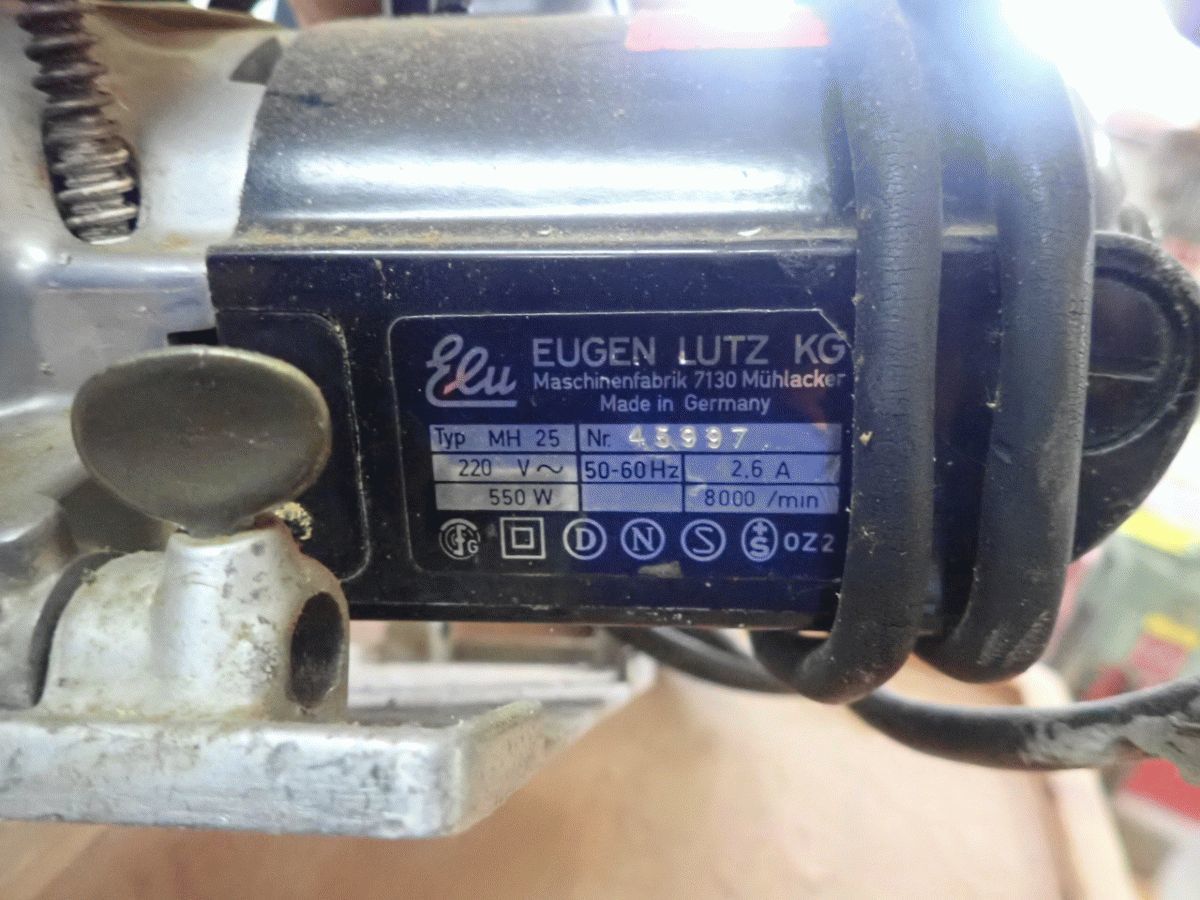 Elu
EUGEN LUTZ KG
Maschinenfabrik 7130 Mühlacker
Made in Germany
Typ MH 25 Nr. 45997
220 V~ 50-60Hz 2,6 A
550 W 8000 /min
D N S S OZ2